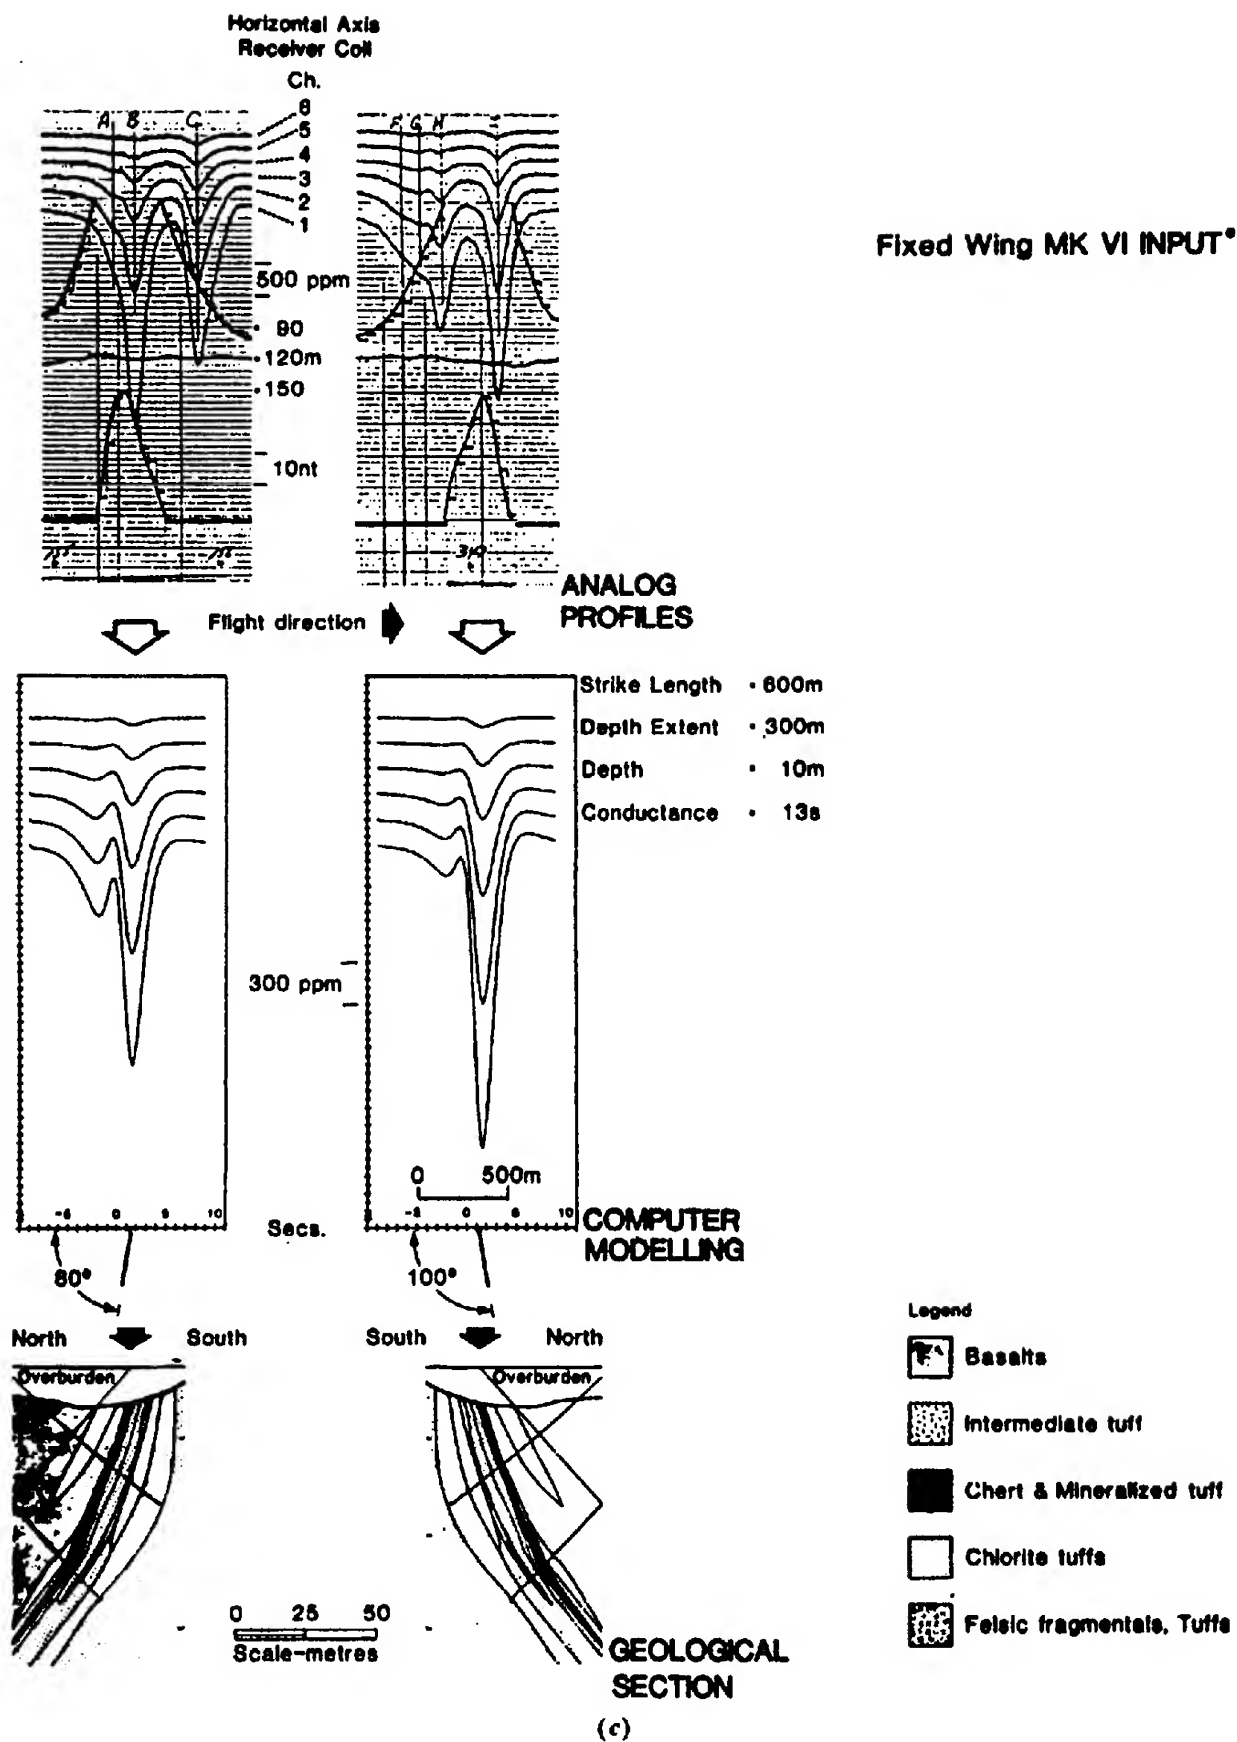 Horizontal Axis
Receiver Coil
Ch.
6
5
4
3
2
1
A B C
F G H
500 ppm
90
120m
150
10nt
310
Fixed Wing MK VI INPUT®
ANALOG
PROFILES
Flight direction
Strike Length • 600m
Depth Extent • 300m
Depth • 10m
Conductance • 13s
300 ppm
0 500m
-5 0 5 10
Secs.
-5 0 5 10
COMPUTER
MODELLING
80°
100°
North South
South North
Overburden
Overburden
0 25 50
Scale-metres
GEOLOGICAL
SECTION
Legend
Basalts
Intermediate tuff
Chert & Mineralized tuff
Chlorite tuffs
Felsic fragmentals, Tuffs
(c)